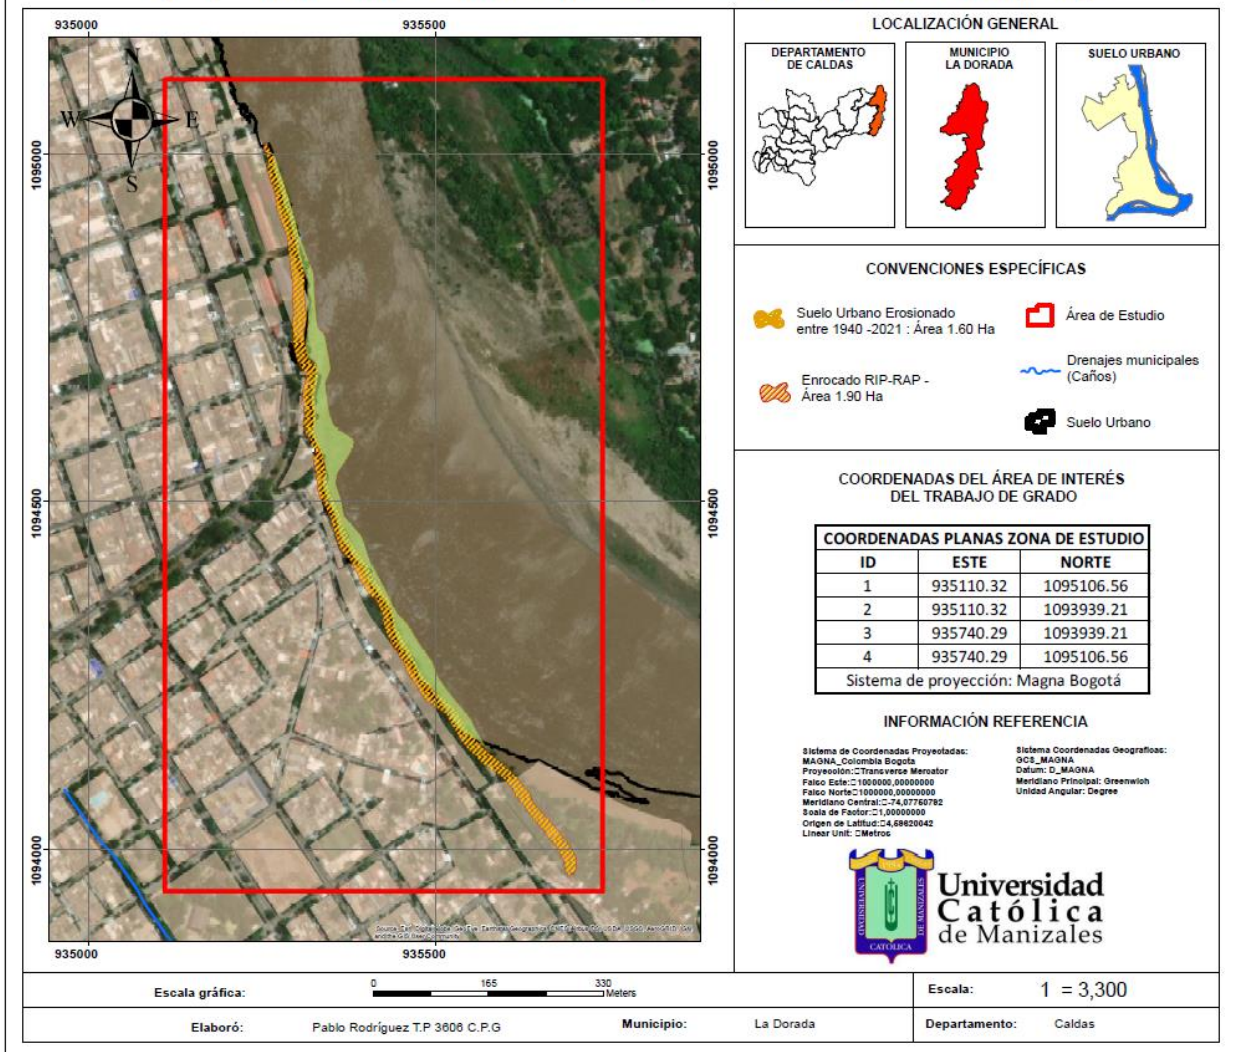 935000
935500
N
W
E
S
1095000
1095000
1094500
1094500
1094000
1094000
935000
935500
LOCALIZACIÓN GENERAL
DEPARTAMENTO
DE CALDAS
MUNICIPIO
LA DORADA
SUELO URBANO
CONVENCIONES ESPECÍFICAS
Suelo Urbano Erosionado
entre 1940 -2021 : Área 1.60 Ha
Área de Estudio
Enrocado RIP-RAP -
Área 1.90 Ha
Drenajes municipales
(Caños)
Suelo Urbano
COORDENADAS DEL ÁREA DE INTERÉS
DEL TRABAJO DE GRADO
COORDENADAS PLANAS ZONA DE ESTUDIO
ID ESTE NORTE
1 935110.32 1095106.56
2 935110.32 1093939.21
3 935740.29 1093939.21
4 935740.29 1095106.56
Sistema de proyección: Magna Bogotá
INFORMACIÓN REFERENCIA
Sistema de Coordenadas Proyectadas:
MAGNA_Colombia Bogota
Proyección:□Transverse Mercator
Falso Este:□1000000,00000000
Falso Norte□1000000,00000000
Meridiano Central:□-74,07750792
Scala de Factor:□1,00000000
Origen de Latitud:□4,59620042
Linear Unit: □Metros
Sistema Coordenadas Geograficas:
GCS_MAGNA
Datum: D_MAGNA
Meridiano Principal: Greenwich
Unidad Angular: Degree
UNIVERSIDAD
DE MANIZALES
CATOLICA
Universidad
Católica
de Manizales
Escala gráfica:
0 165 330
Meters
Escala: 1 = 3,300
Elaboró: Pablo Rodríguez T.P 3606 C.P.G
Municipio: La Dorada
Departamento: Caldas